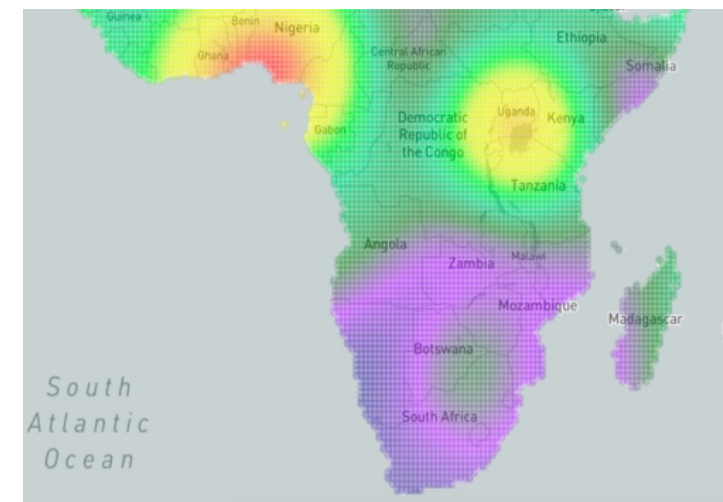 Guinea
Benin
Nigeria
Ghana
Central African
Republic
Ethiopia
Somalia
Uganda
Kenya
Gabon
Democratic
Republic of
the Congo
Tanzania
Angola
Zambia
Malawi
Mozambique
Madagascar
Botswana
South Africa
South
Atlantic
Ocean